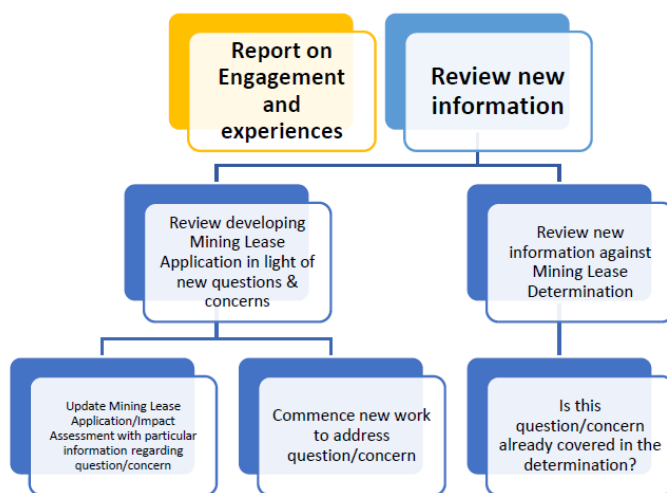 Report on
Engagement
and
experiences
Review new
information
Review developing
Mining Lease
Application in light of
new questions &
concerns
Review new
information against
Mining Lease
Determination
Update Mining Lease
Application/Impact
Assessment with particular
information regarding
question/concern
Commence new work
to address
question/concern
Is this
question/concern
already covered in the
determination?